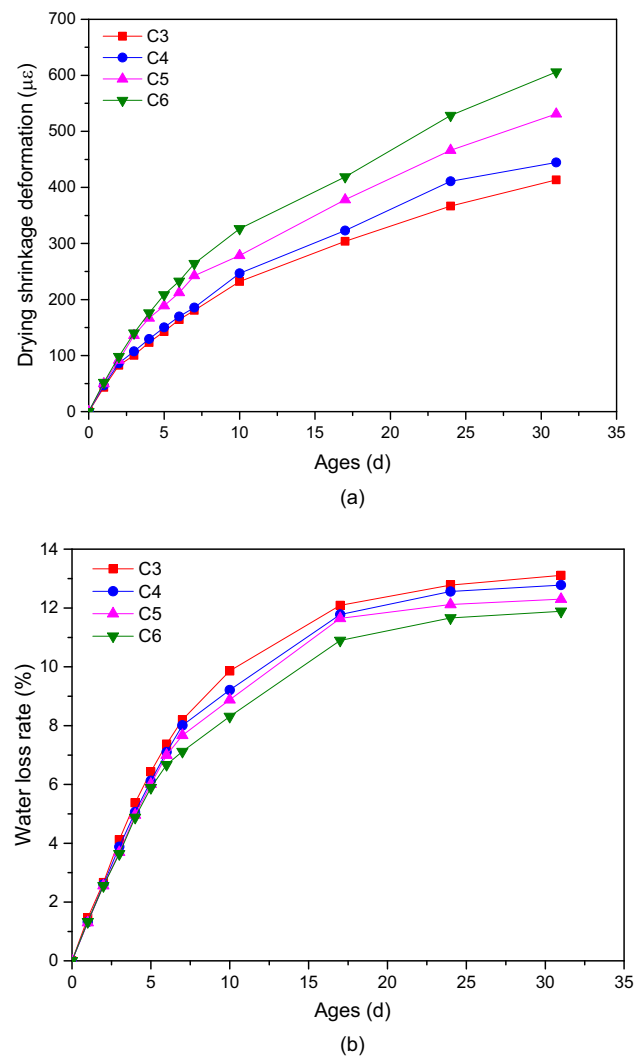 700
600
500
400
300
200
100
0
Drying shrinkage deformation (με)
C3
C4
C5
C6
0 5 10 15 20 25 30 35
Ages (d)
(a)
14
12
10
8
6
4
2
0
Water loss rate (%)
C3
C4
C5
C6
0 5 10 15 20 25 30 35
Ages (d)
(b)